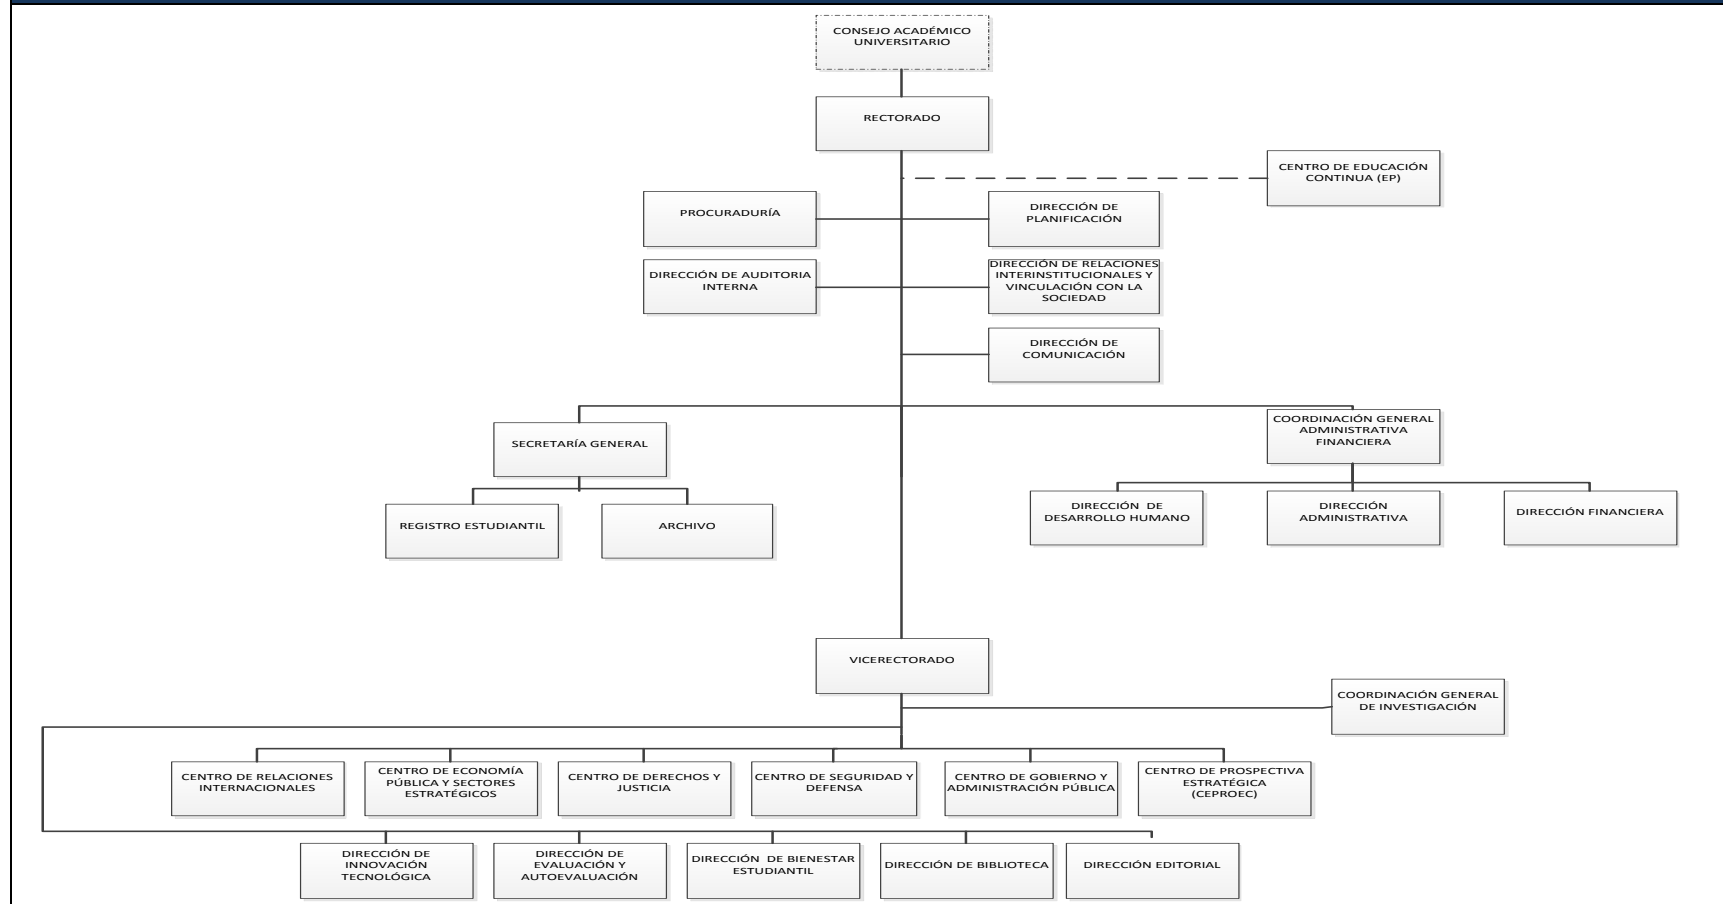 CONSEJO ACADÉMICO
UNIVERSITARIO
RECTORADO
CENTRO DE EDUCACIÓN
CONTINUA (EP)
PROCURADURÍA
DIRECCIÓN DE
PLANIFICACIÓN
DIRECCIÓN DE AUDITORIA
INTERNA
DIRECCIÓN DE RELACIONES
INTERINSTITUCIONALES Y
VINCULACIÓN CON LA
SOCIEDAD
DIRECCIÓN DE
COMUNICACIÓN
SECRETARÍA GENERAL
COORDINACIÓN GENERAL
ADMINISTRATIVA
FINANCIERA
REGISTRO ESTUDIANTIL
ARCHIVO
DIRECCIÓN DE
DESARROLLO HUMANO
DIRECCIÓN
ADMINISTRATIVA
DIRECCIÓN FINANCIERA
VICERECTORADO
COORDINACIÓN GENERAL
DE INVESTIGACIÓN
CENTRO DE RELACIONES
INTERNACIONALES
CENTRO DE ECONOMÍA
PÚBLICA Y SECTORES
ESTRATÉGICOS
CENTRO DE DERECHOS Y
JUSTICIA
CENTRO DE SEGURIDAD Y
DEFENSA
CENTRO DE GOBIERNO Y
ADMINISTRACIÓN PÚBLICA
CENTRO DE PROSPECTIVA
ESTRATÉGICA
(CEPROEC)
DIRECCIÓN DE
INNOVACIÓN
TECNOLÓGICA
DIRECCIÓN DE
EVALUACIÓN Y
AUTOEVALUACIÓN
DIRECCIÓN DE BIENESTAR
ESTUDIANTIL
DIRECCIÓN DE BIBLIOTECA
DIRECCIÓN EDITORIAL